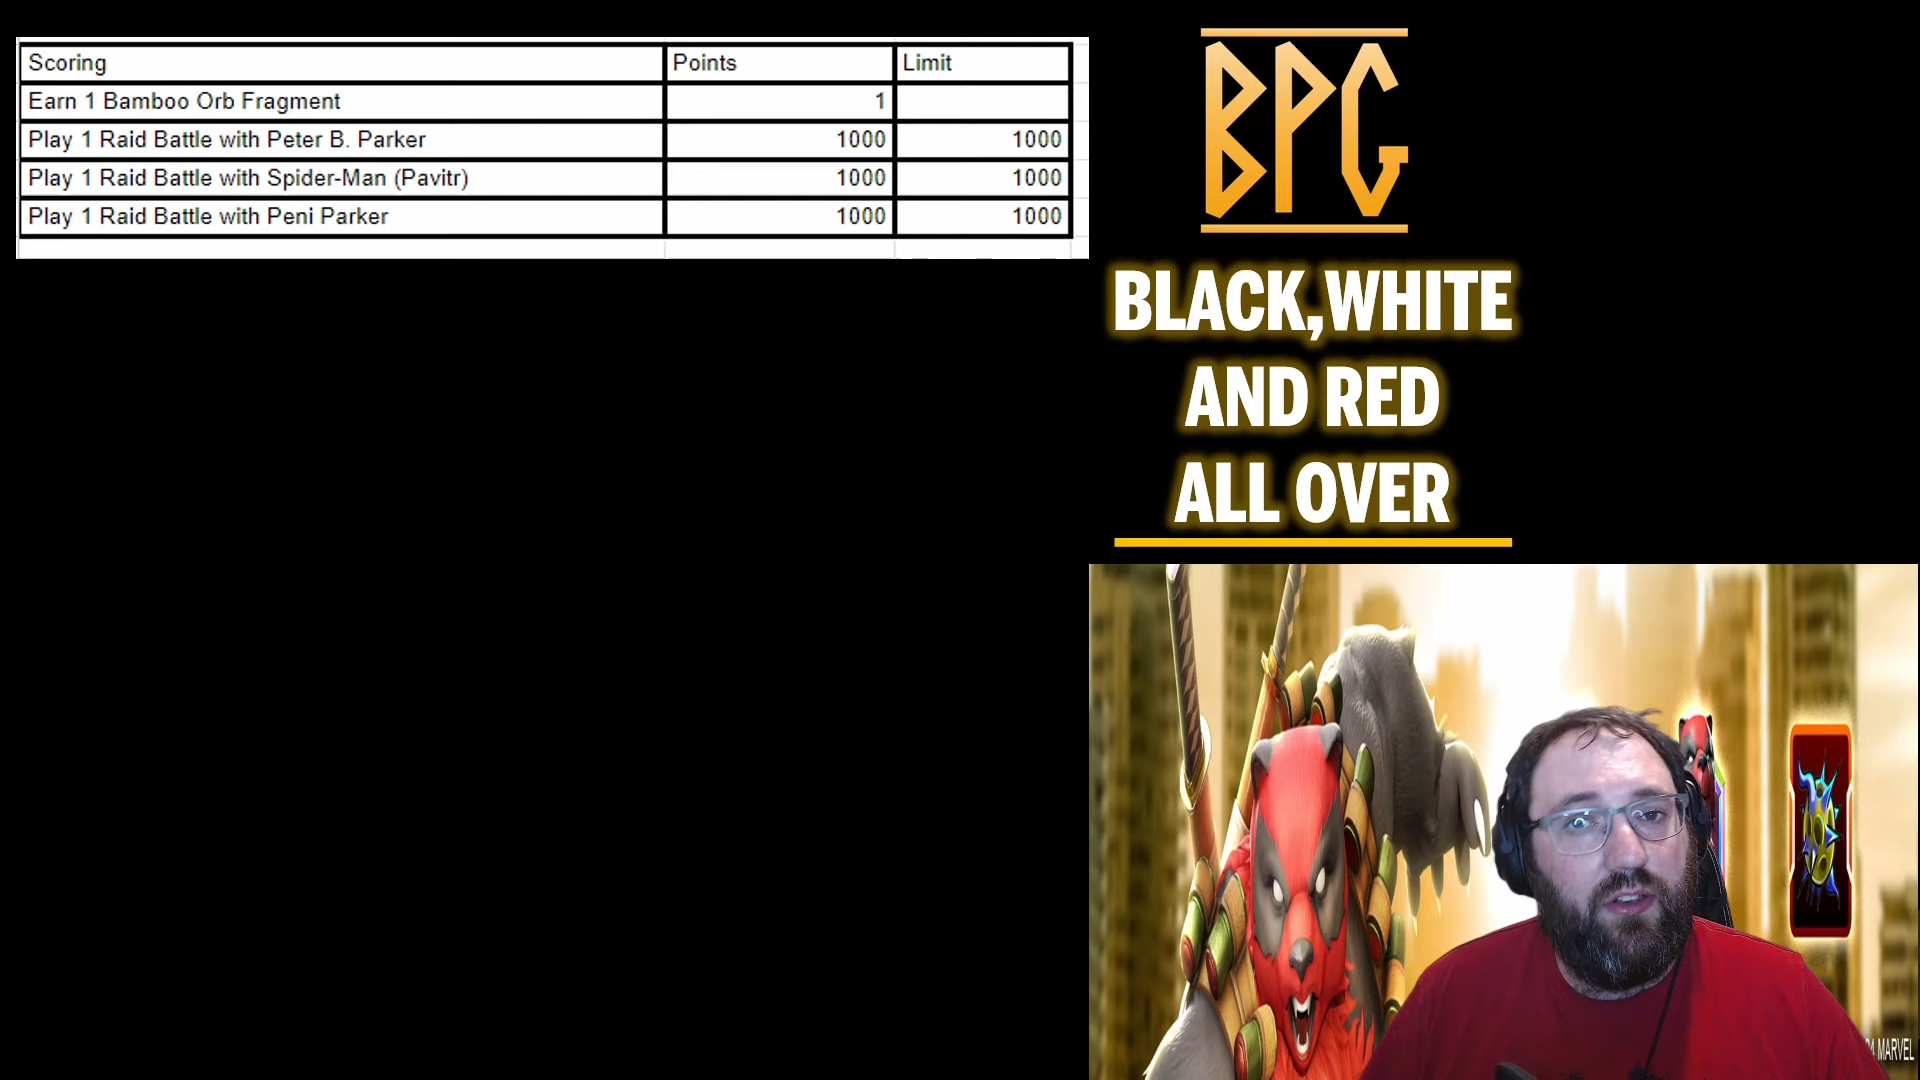 Scoring Points Limit
Earn 1 Bamboo Orb Fragment 1
Play 1 Raid Battle with Peter B. Parker 1000 1000
Play 1 Raid Battle with Spider-Man (Pavitr) 1000 1000
Play 1 Raid Battle with Peni Parker 1000 1000
BPG
BLACK,WHITE
AND RED
ALL OVER
MARVEL